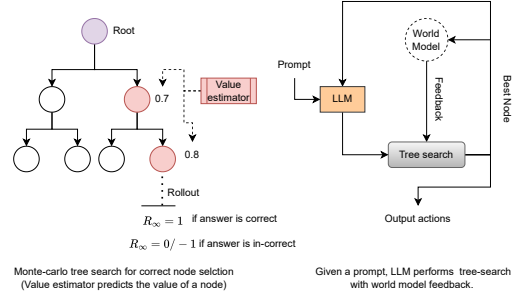 Root
0.7
Value
estimator
0.8
Rollout
R∞ = 1 if answer is correct
R∞ = 0/ − 1 if answer is in-correct
Monte-carlo tree search for correct node selction
(Value estimator predicts the value of a node)
World
Model
Prompt
LLM
Feedback
Best Node
Tree search
Output actions
Given a prompt, LLM performs tree-search
with world model feedback.